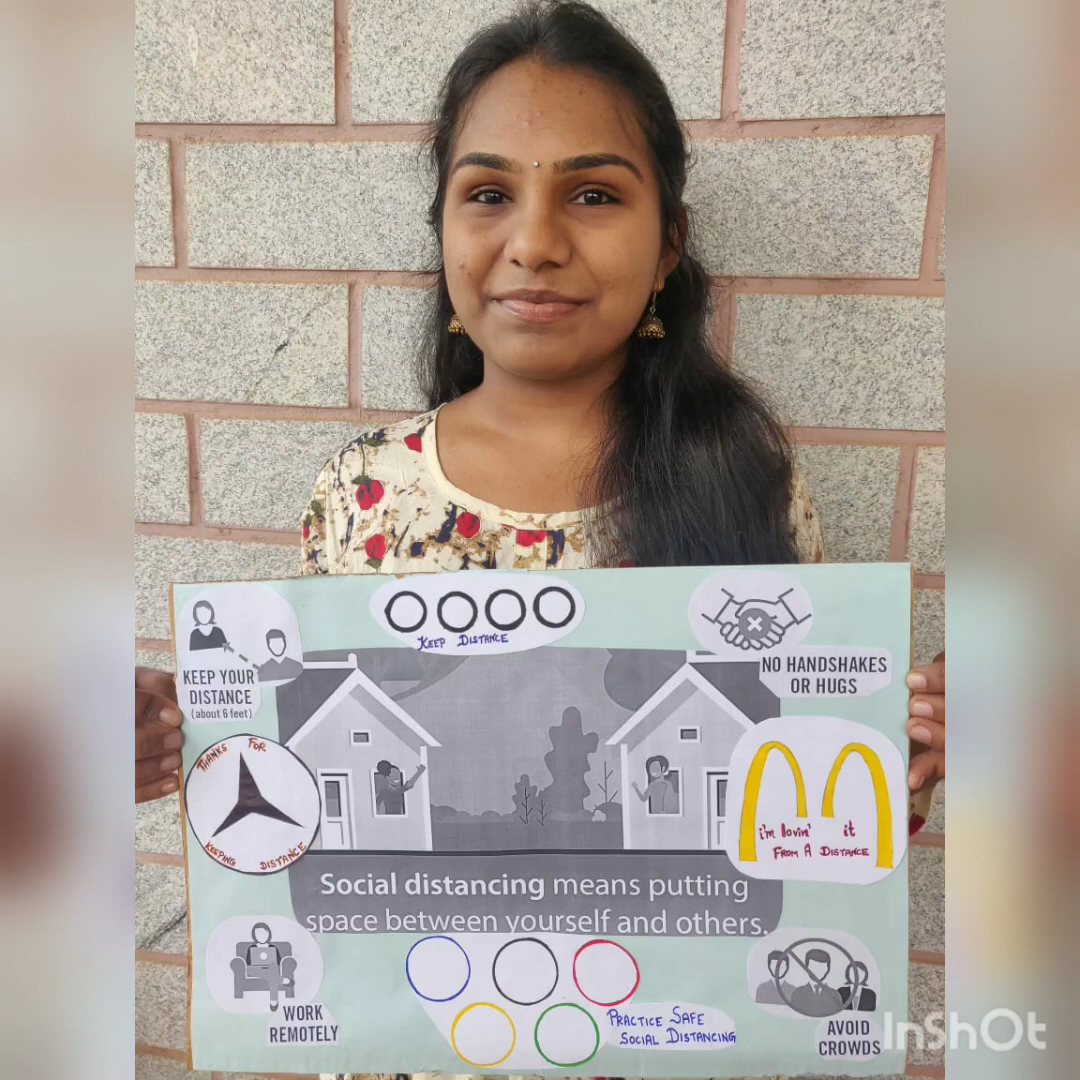 KEEP DISTANCE
KEEP YOUR
DISTANCE
(about 6 feet)
NO HANDSHAKES
OR HUGS
THANKS FOR
KEEPING DISTANCE
i'm lovin' it
FROM A DISTANCE
Social distancing means putting
space between yourself and others.
WORK
REMOTELY
PRACTICE SAFE
SOCIAL DISTANCING
AVOID
CROWDS
InShOt